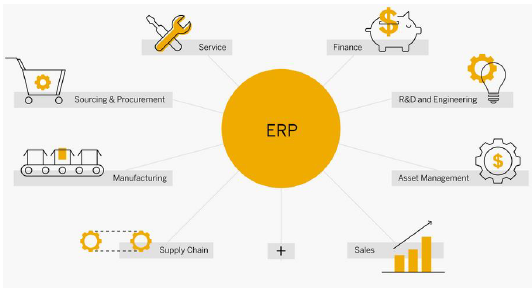 Service
Finance
Sourcing & Procurement
R&D and Engineering
ERP
Manufacturing
Asset Management
Supply Chain
+
Sales
$
$